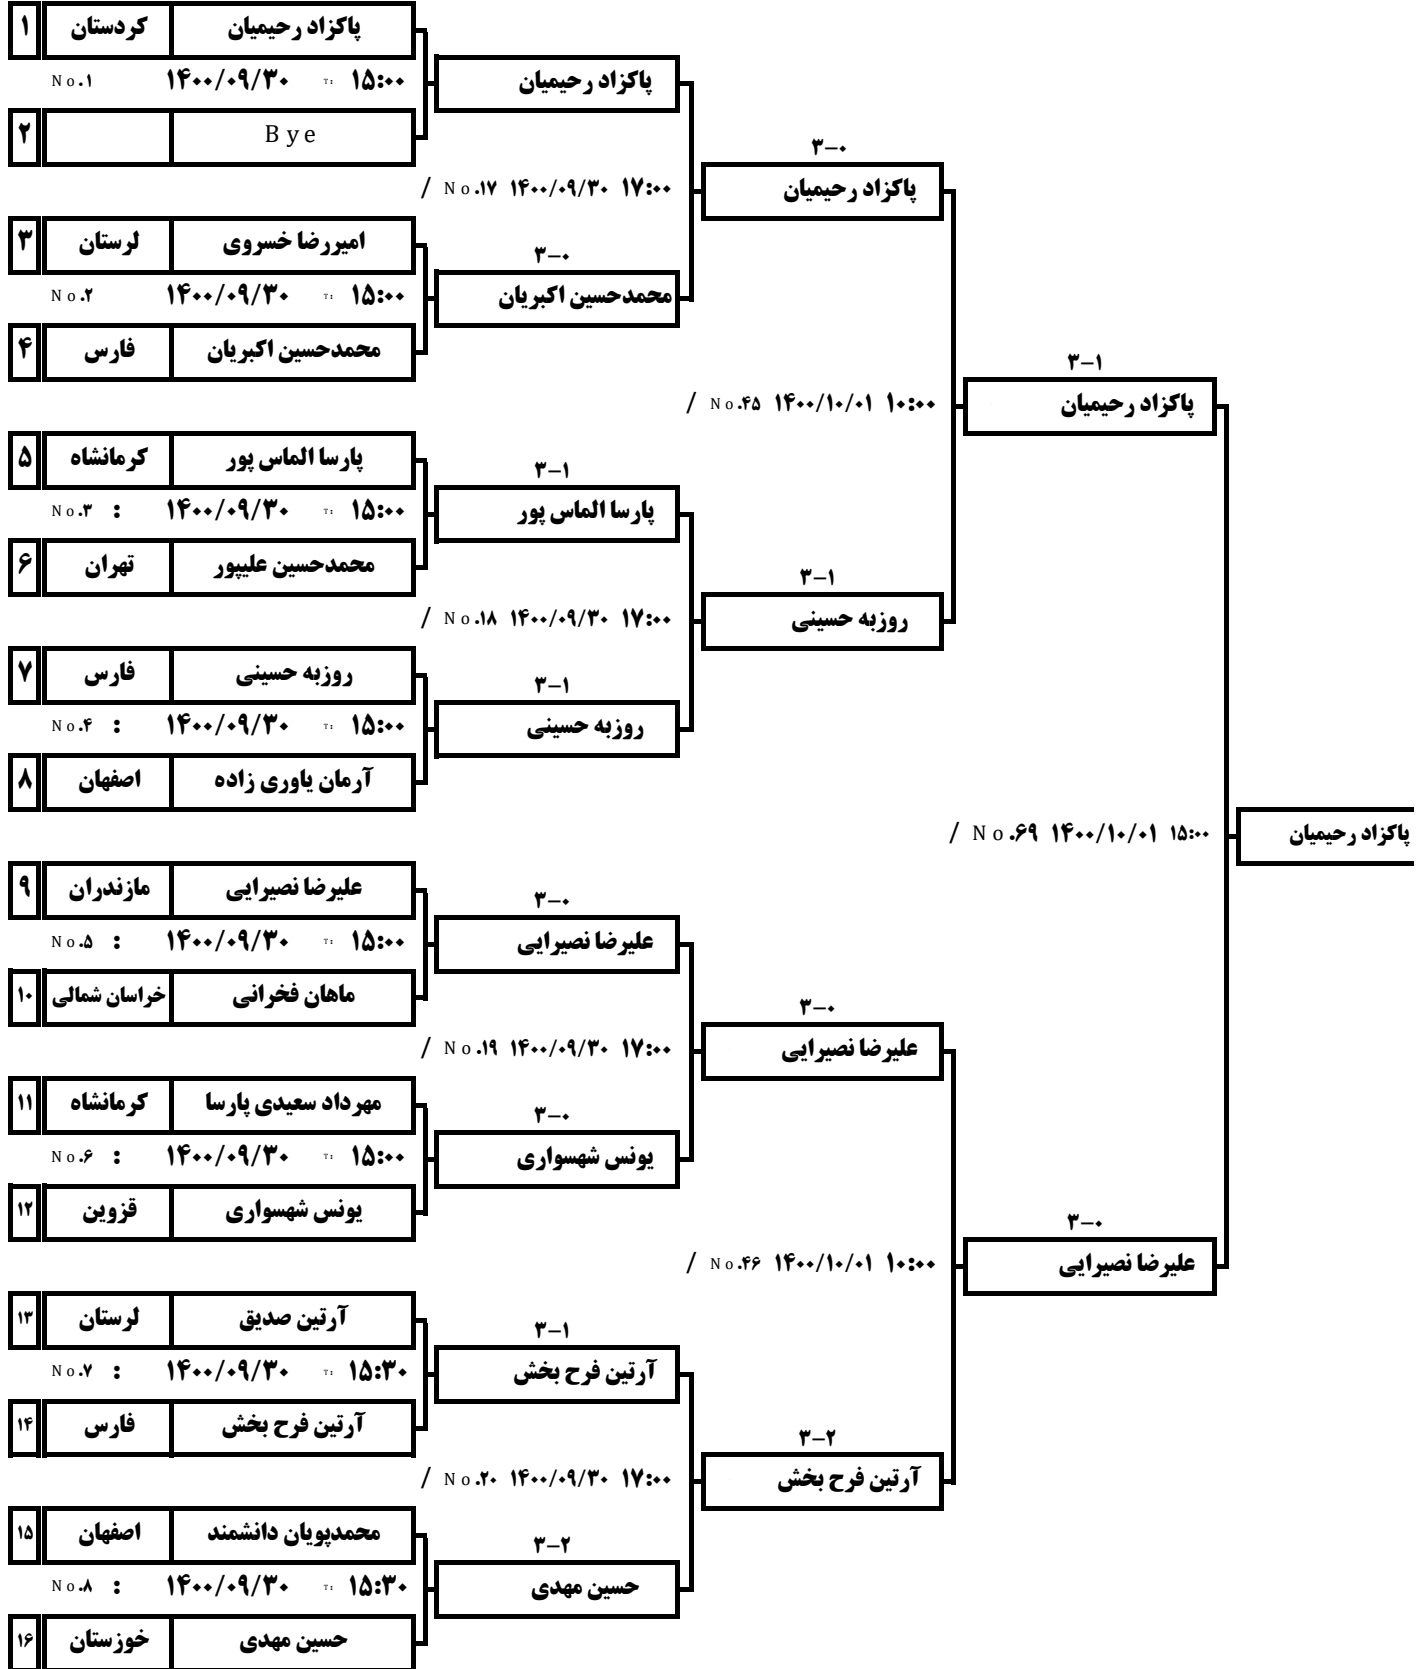 ۱ کردستان پاکزاد رحیمیان
No.۱ ۱۴۰۰/۰۹/۳۰ T: ۱۵:۰۰
پاکزاد رحیمیان
۲ Bye
۳-۰
/ No.۱۷ ۱۴۰۰/۰۹/۳۰ ۱۷:۰۰
پاکزاد رحیمیان
۳ لرستان امیررضا خسروی
۳-۰
No.۲ ۱۴۰۰/۰۹/۳۰ T: ۱۵:۰۰
محمدحسین اکبریان
۴ فارس محمدحسین اکبریان
۳-۱
/ No.۴۵ ۱۴۰۰/۱۰/۰۱ ۱۰:۰۰
پاکزاد رحیمیان
۵ کرمانشاه پارسا الماس پور
۳-۱
No.۳ : ۱۴۰۰/۰۹/۳۰ T: ۱۵:۰۰
پارسا الماس پور
۶ تهران محمدحسین علیپور
۳-۱
/ No.۱۸ ۱۴۰۰/۰۹/۳۰ ۱۷:۰۰
روزبه حسینی
۷ فارس روزبه حسینی
۳-۱
No.۴ : ۱۴۰۰/۰۹/۳۰ T: ۱۵:۰۰
روزبه حسینی
۸ اصفهان آرمان یاوری زاده
/ No.۶۹ ۱۴۰۰/۱۰/۰۱ ۱۵:۰۰
پاکزاد رحیمیان
۹ مازندران علیرضا نصیرایی
۳-۰
No.۵ : ۱۴۰۰/۰۹/۳۰ T: ۱۵:۰۰
علیرضا نصیرایی
۱۰ خراسان شمالی ماهان فخرانی
۳-۰
/ No.۱۹ ۱۴۰۰/۰۹/۳۰ ۱۷:۰۰
علیرضا نصیرایی
۱۱ کرمانشاه مهرداد سعیدی پارسا
۳-۰
No.۶ : ۱۴۰۰/۰۹/۳۰ T: ۱۵:۰۰
یونس شهسواری
۱۲ قزوین یونس شهسواری
۳-۰
/ No.۴۶ ۱۴۰۰/۱۰/۰۱ ۱۰:۰۰
علیرضا نصیرایی
۱۳ لرستان آرتین صدیق
۳-۱
No.۷ : ۱۴۰۰/۰۹/۳۰ T: ۱۵:۳۰
آرتین فرح بخش
۱۴ فارس آرتین فرح بخش
۳-۲
/ No.۲۰ ۱۴۰۰/۰۹/۳۰ ۱۷:۰۰
آرتین فرح بخش
۱۵ اصفهان محمدپویان دانشمند
۳-۲
No.۸ : ۱۴۰۰/۰۹/۳۰ T: ۱۵:۳۰
حسین مهدی
۱۶ خوزستان حسین مهدی